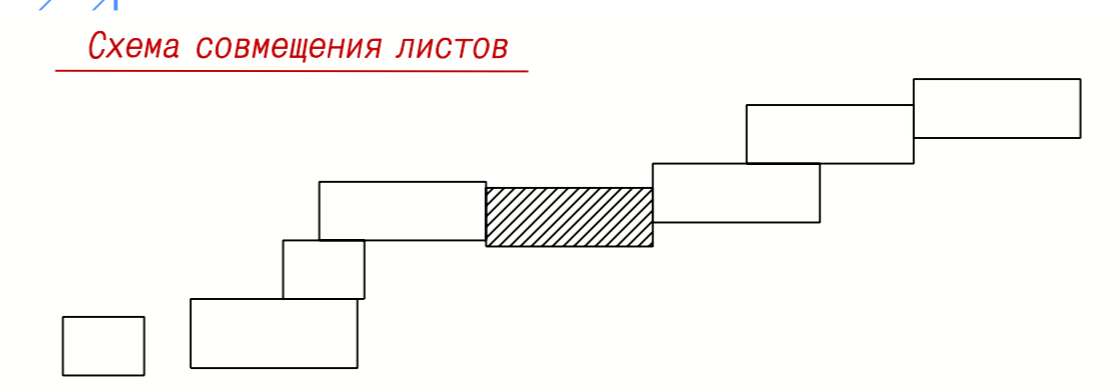 Схема совмещения листов